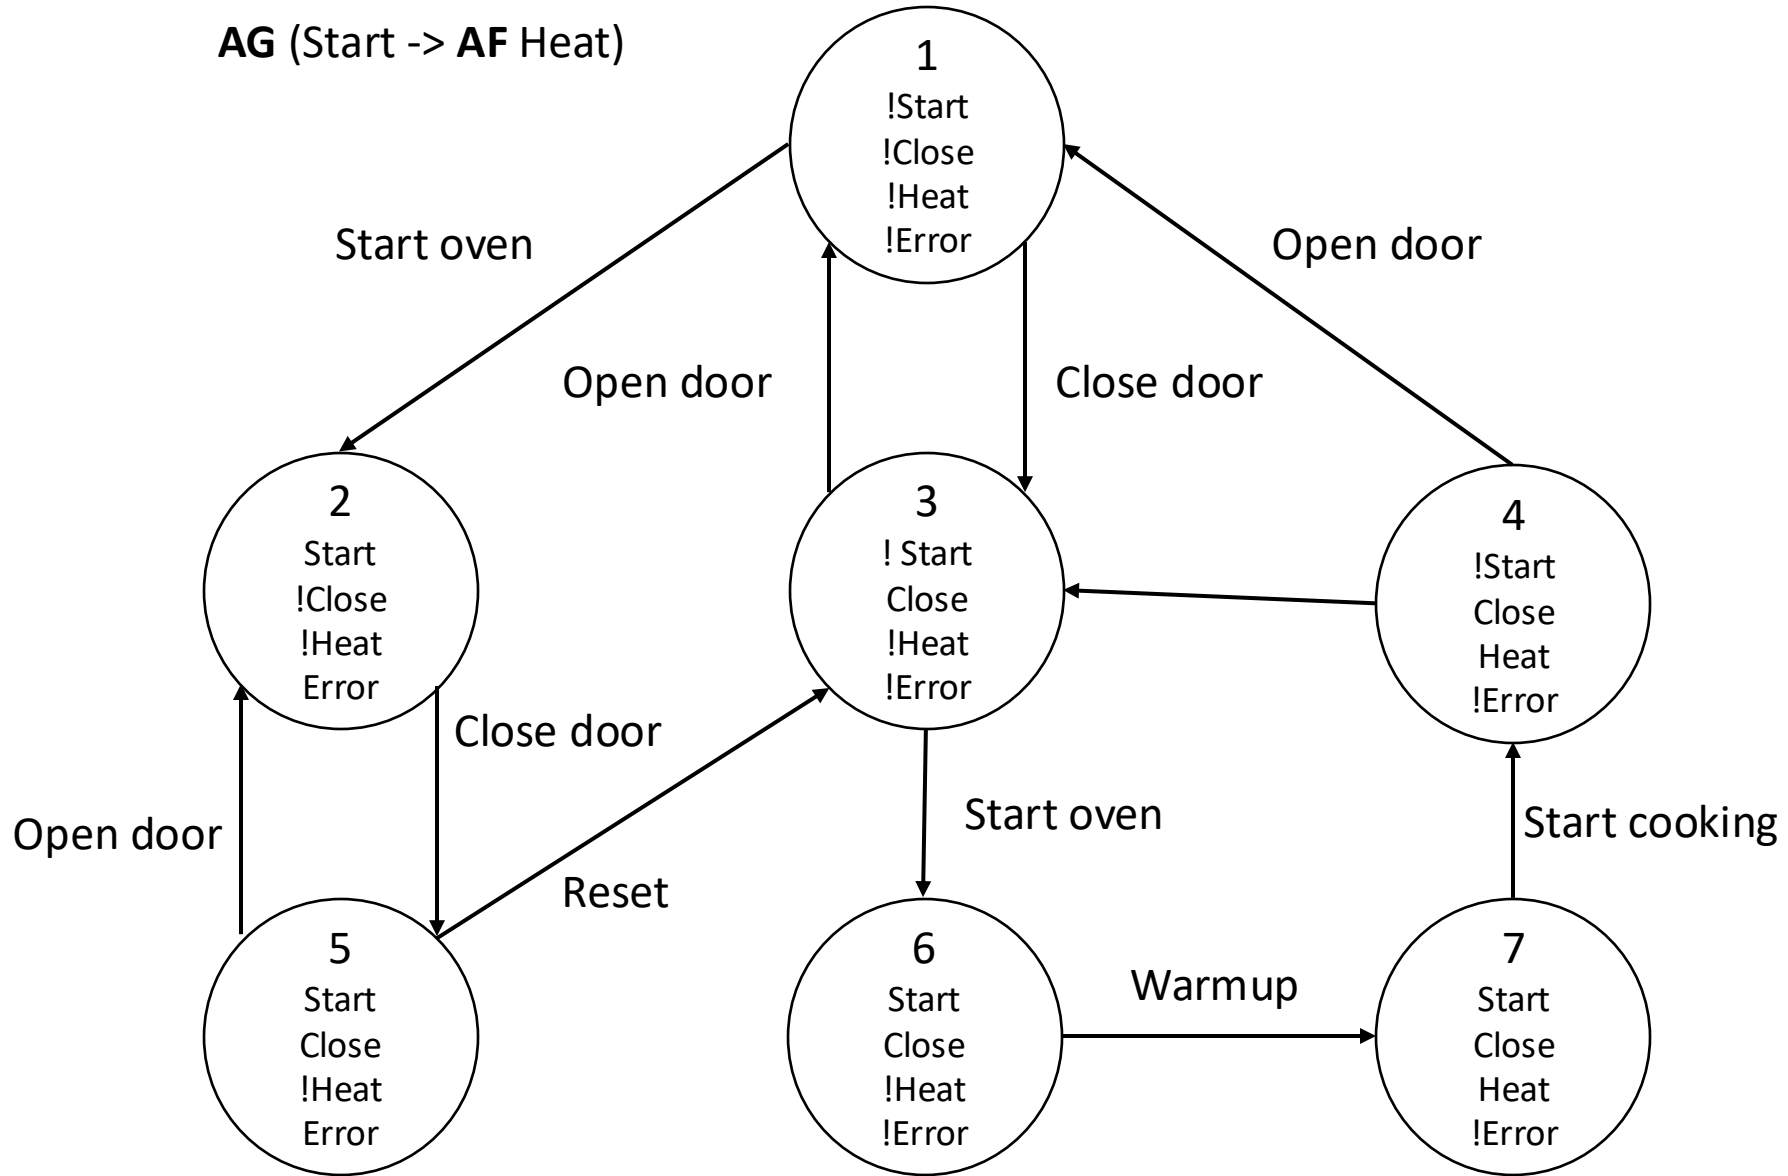 AG (Start -> AF Heat)
1
!Start
!Close
!Heat
!Error
Start oven
Open door
Open door
Close door
2
Start
!Close
!Heat
Error
3
! Start
Close
!Heat
!Error
4
!Start
Close
Heat
!Error
Close door
Open door
Reset
Start oven
Start cooking
5
Start
Close
!Heat
Error
6
Start
Close
!Heat
!Error
Warmup
7
Start
Close
Heat
!Error